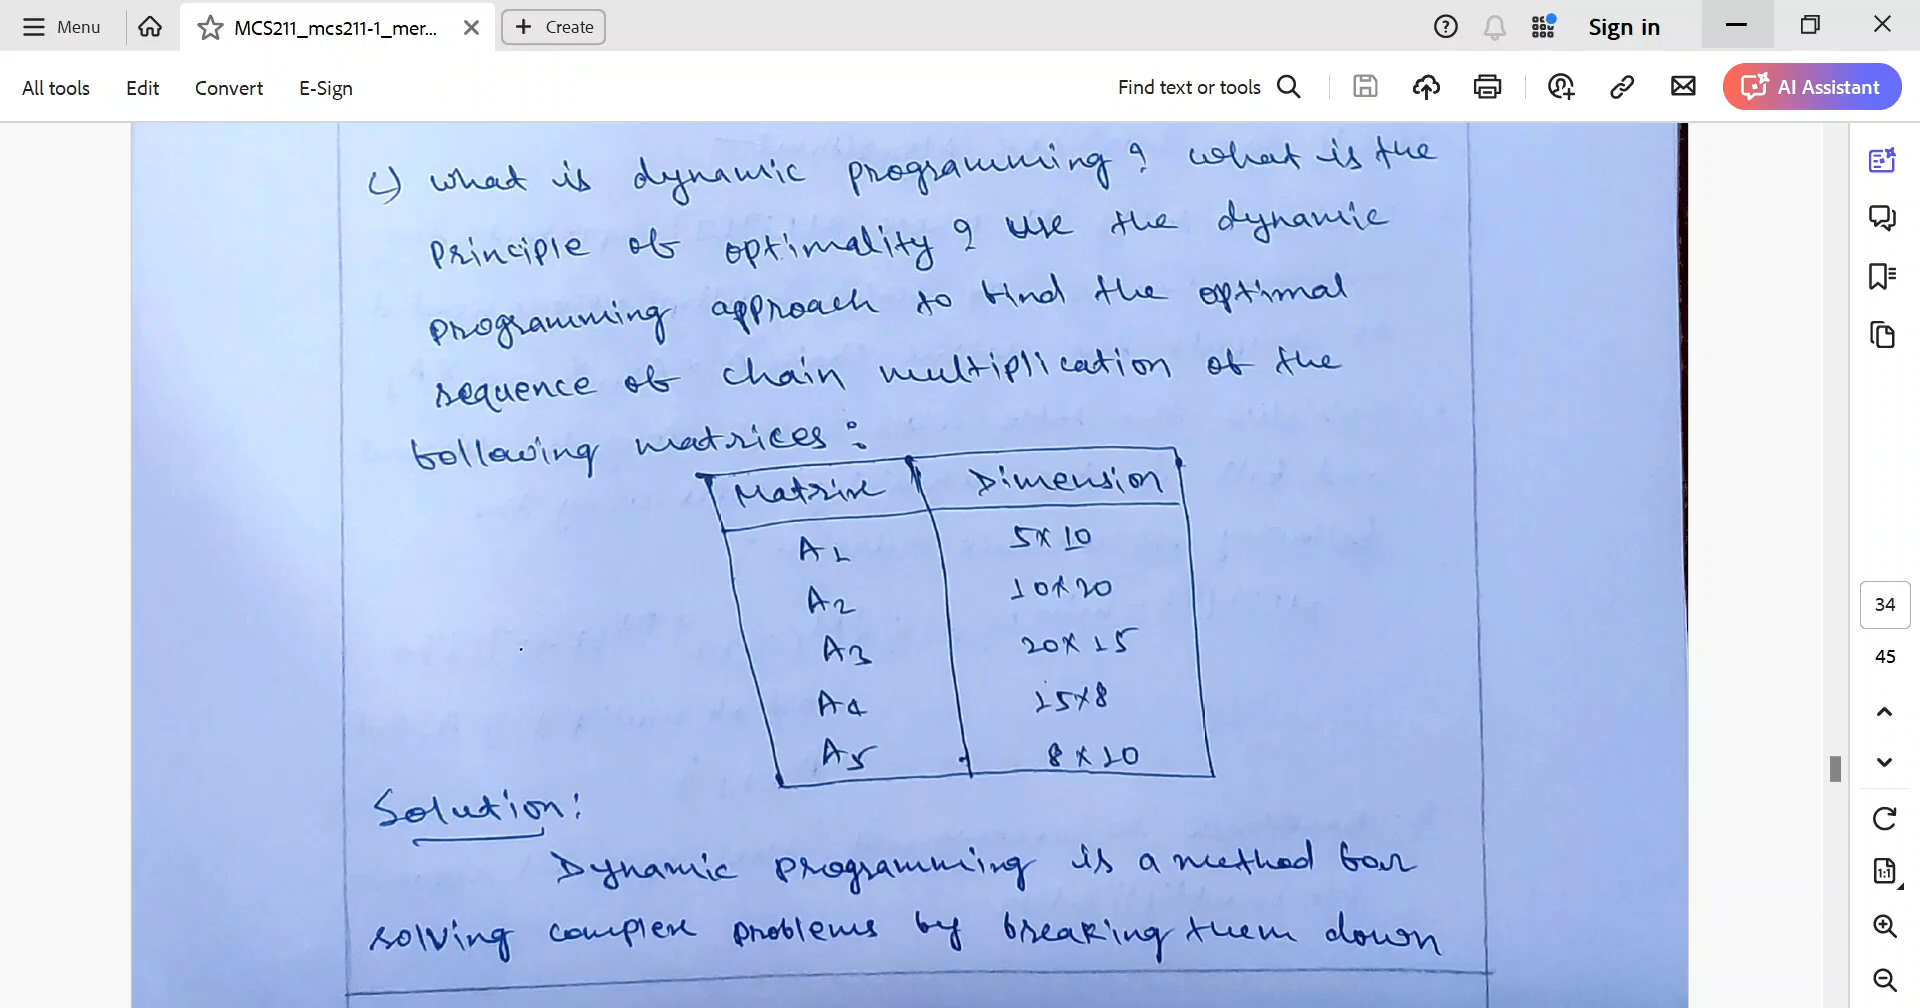 Menu
MCS211_mcs211-1_mer...
Create
Sign in
All tools
Edit
Convert
E-Sign
Find text or tools
AI Assistant
c) what is dynamic programming? what is the
principle of optimality? use the dynamic
programming approach to find the optimal
sequence of chain multiplication of the
following matrices:
Matrix Dimension
A1 5x10
A2 10x20
A3 20x15
A4 15x8
A5 8x10
Solution:
Dynamic programming is a method for
solving complex problems by breaking them down
34
45
1:1